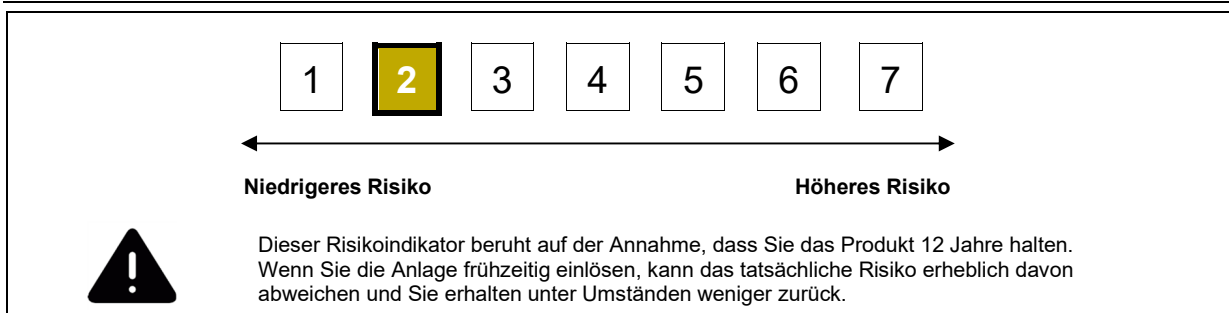 1 2 3 4 5 6 7
Niedrigeres Risiko Höheres Risiko
Dieser Risikoindikator beruht auf der Annahme, dass Sie das Produkt 12 Jahre halten.
Wenn Sie die Anlage frühzeitig einlösen, kann das tatsächliche Risiko erheblich davon
abweichen und Sie erhalten unter Umständen weniger zurück.